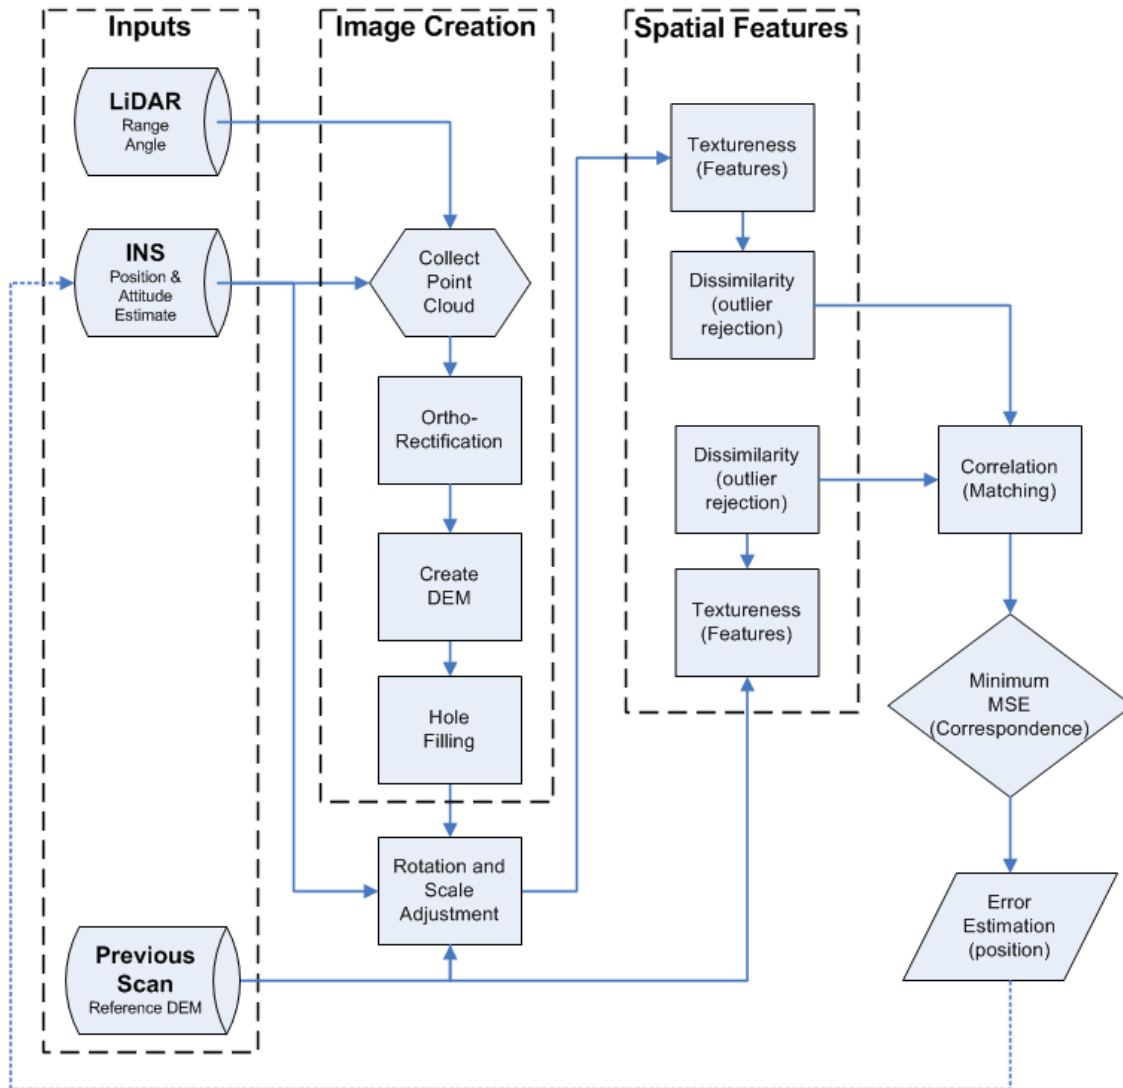 Inputs
LiDAR
Range
Angle
INS
Position &
Attitude
Estimate
Previous
Scan
Reference DEM
Image Creation
Collect
Point
Cloud
Ortho-
Rectification
Create
DEM
Hole
Filling
Rotation and
Scale
Adjustment
Spatial Features
Textureness
(Features)
Dissimilarity
(outlier
rejection)
Dissimilarity
(outlier
rejection)
Textureness
(Features)
Correlation
(Matching)
Minimum
MSE
(Correspondence)
Error
Estimation
(position)